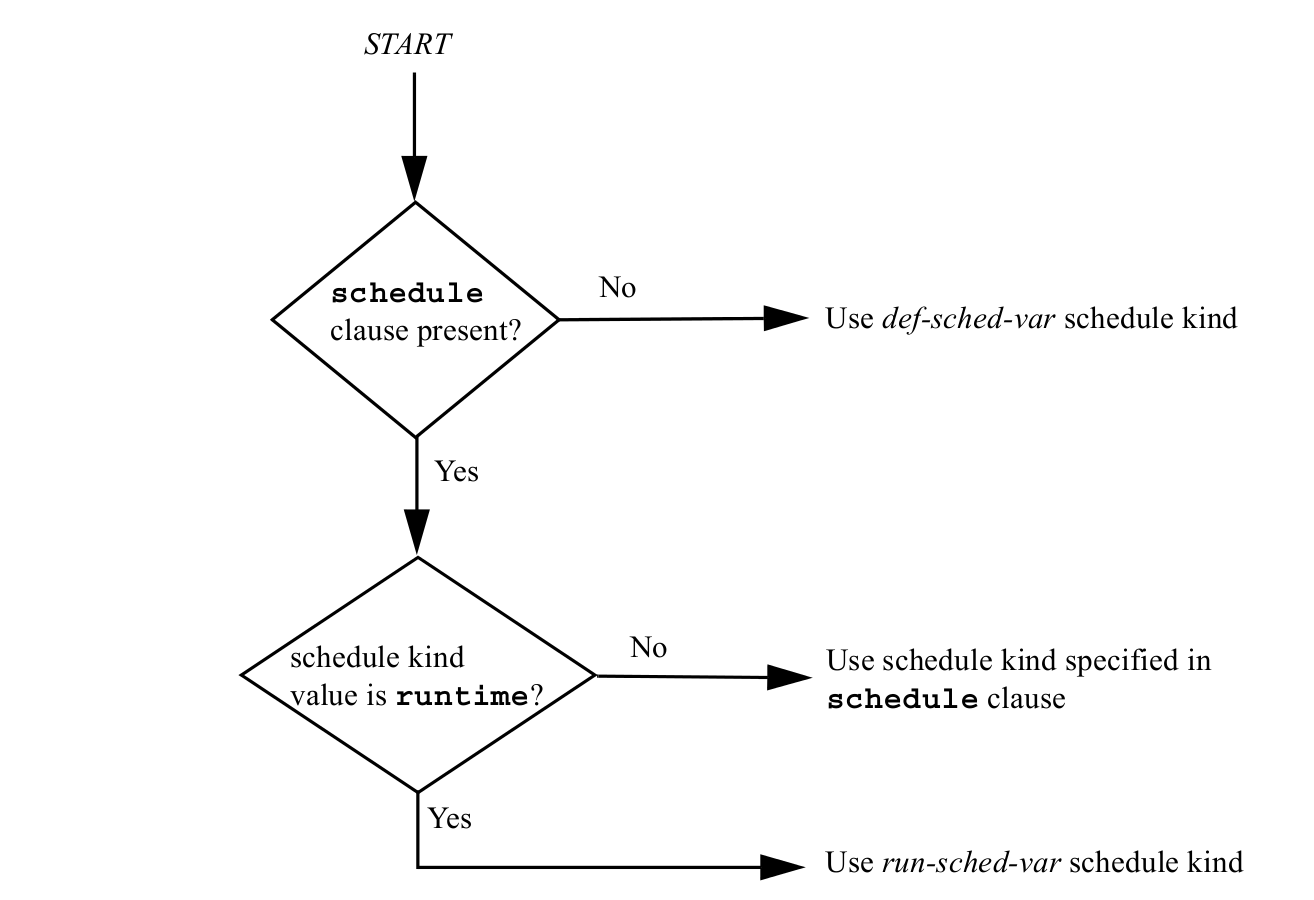 START
schedule
clause present?
No
Use def-sched-var schedule kind
Yes
schedule kind
value is runtime?
No
Use schedule kind specified in
schedule clause
Yes
Use run-sched-var schedule kind